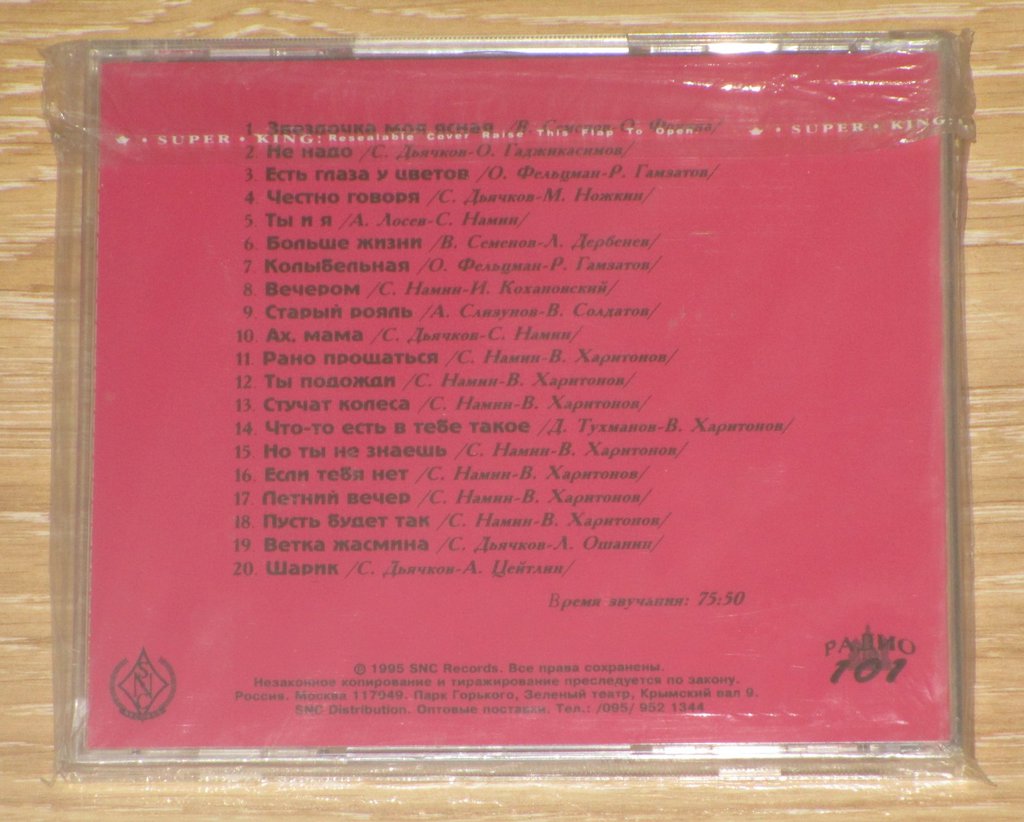 1. Звездочка моя ясная /В. Семенов-О. Фокина/
★ • SUPER • KING: Resealable Cover Raise This Flap To Open ★ • SUPER • KING:
2. Не надо /С. Дьячков-О. Гаджикасимов/
3. Есть глаза у цветов /О. Фельцман-Р. Гамзатов/
4. Честно говоря /С. Дьячков-М. Ножкин/
5. Ты и я /А. Лосев-С. Намин/
6. Больше жизни /В. Семенов-Л. Дербенев/
7. Колыбельная /О. Фельцман-Р. Гамзатов/
8. Вечером /С. Намин-И. Кохановский/
9. Старый рояль /А. Слизунов-В. Солдатов/
10. Ах, мама /С. Дьячков-С. Намин/
11. Рано прощаться /С. Намин-В. Харитонов/
12. Ты подожди /С. Намин-В. Харитонов/
13. Стучат колеса /С. Намин-В. Харитонов/
14. Что-то есть в тебе такое /Д. Тухманов-В. Харитонов/
15. Но ты не знаешь /С. Намин-В. Харитонов/
16. Если тебя нет /С. Намин-В. Харитонов/
17. Летний вечер /С. Намин-В. Харитонов/
18. Пусть будет так /С. Намин-В. Харитонов/
19. Ветка жасмина /С. Дьячков-Л. Ошанин/
20. Шарик /С. Дьячков-А. Цейтлин/
Время звучания: 75:50
РАДИО
101
SNC
℗ 1995 SNC Records. Все права сохранены.
Незаконное копирование и тиражирование преследуется по закону.
Россия. Москва 117949. Парк Горького, Зеленый театр, Крымский вал 9.
SNC Distribution. Оптовые поставки. Тел.: /095/ 952 1344